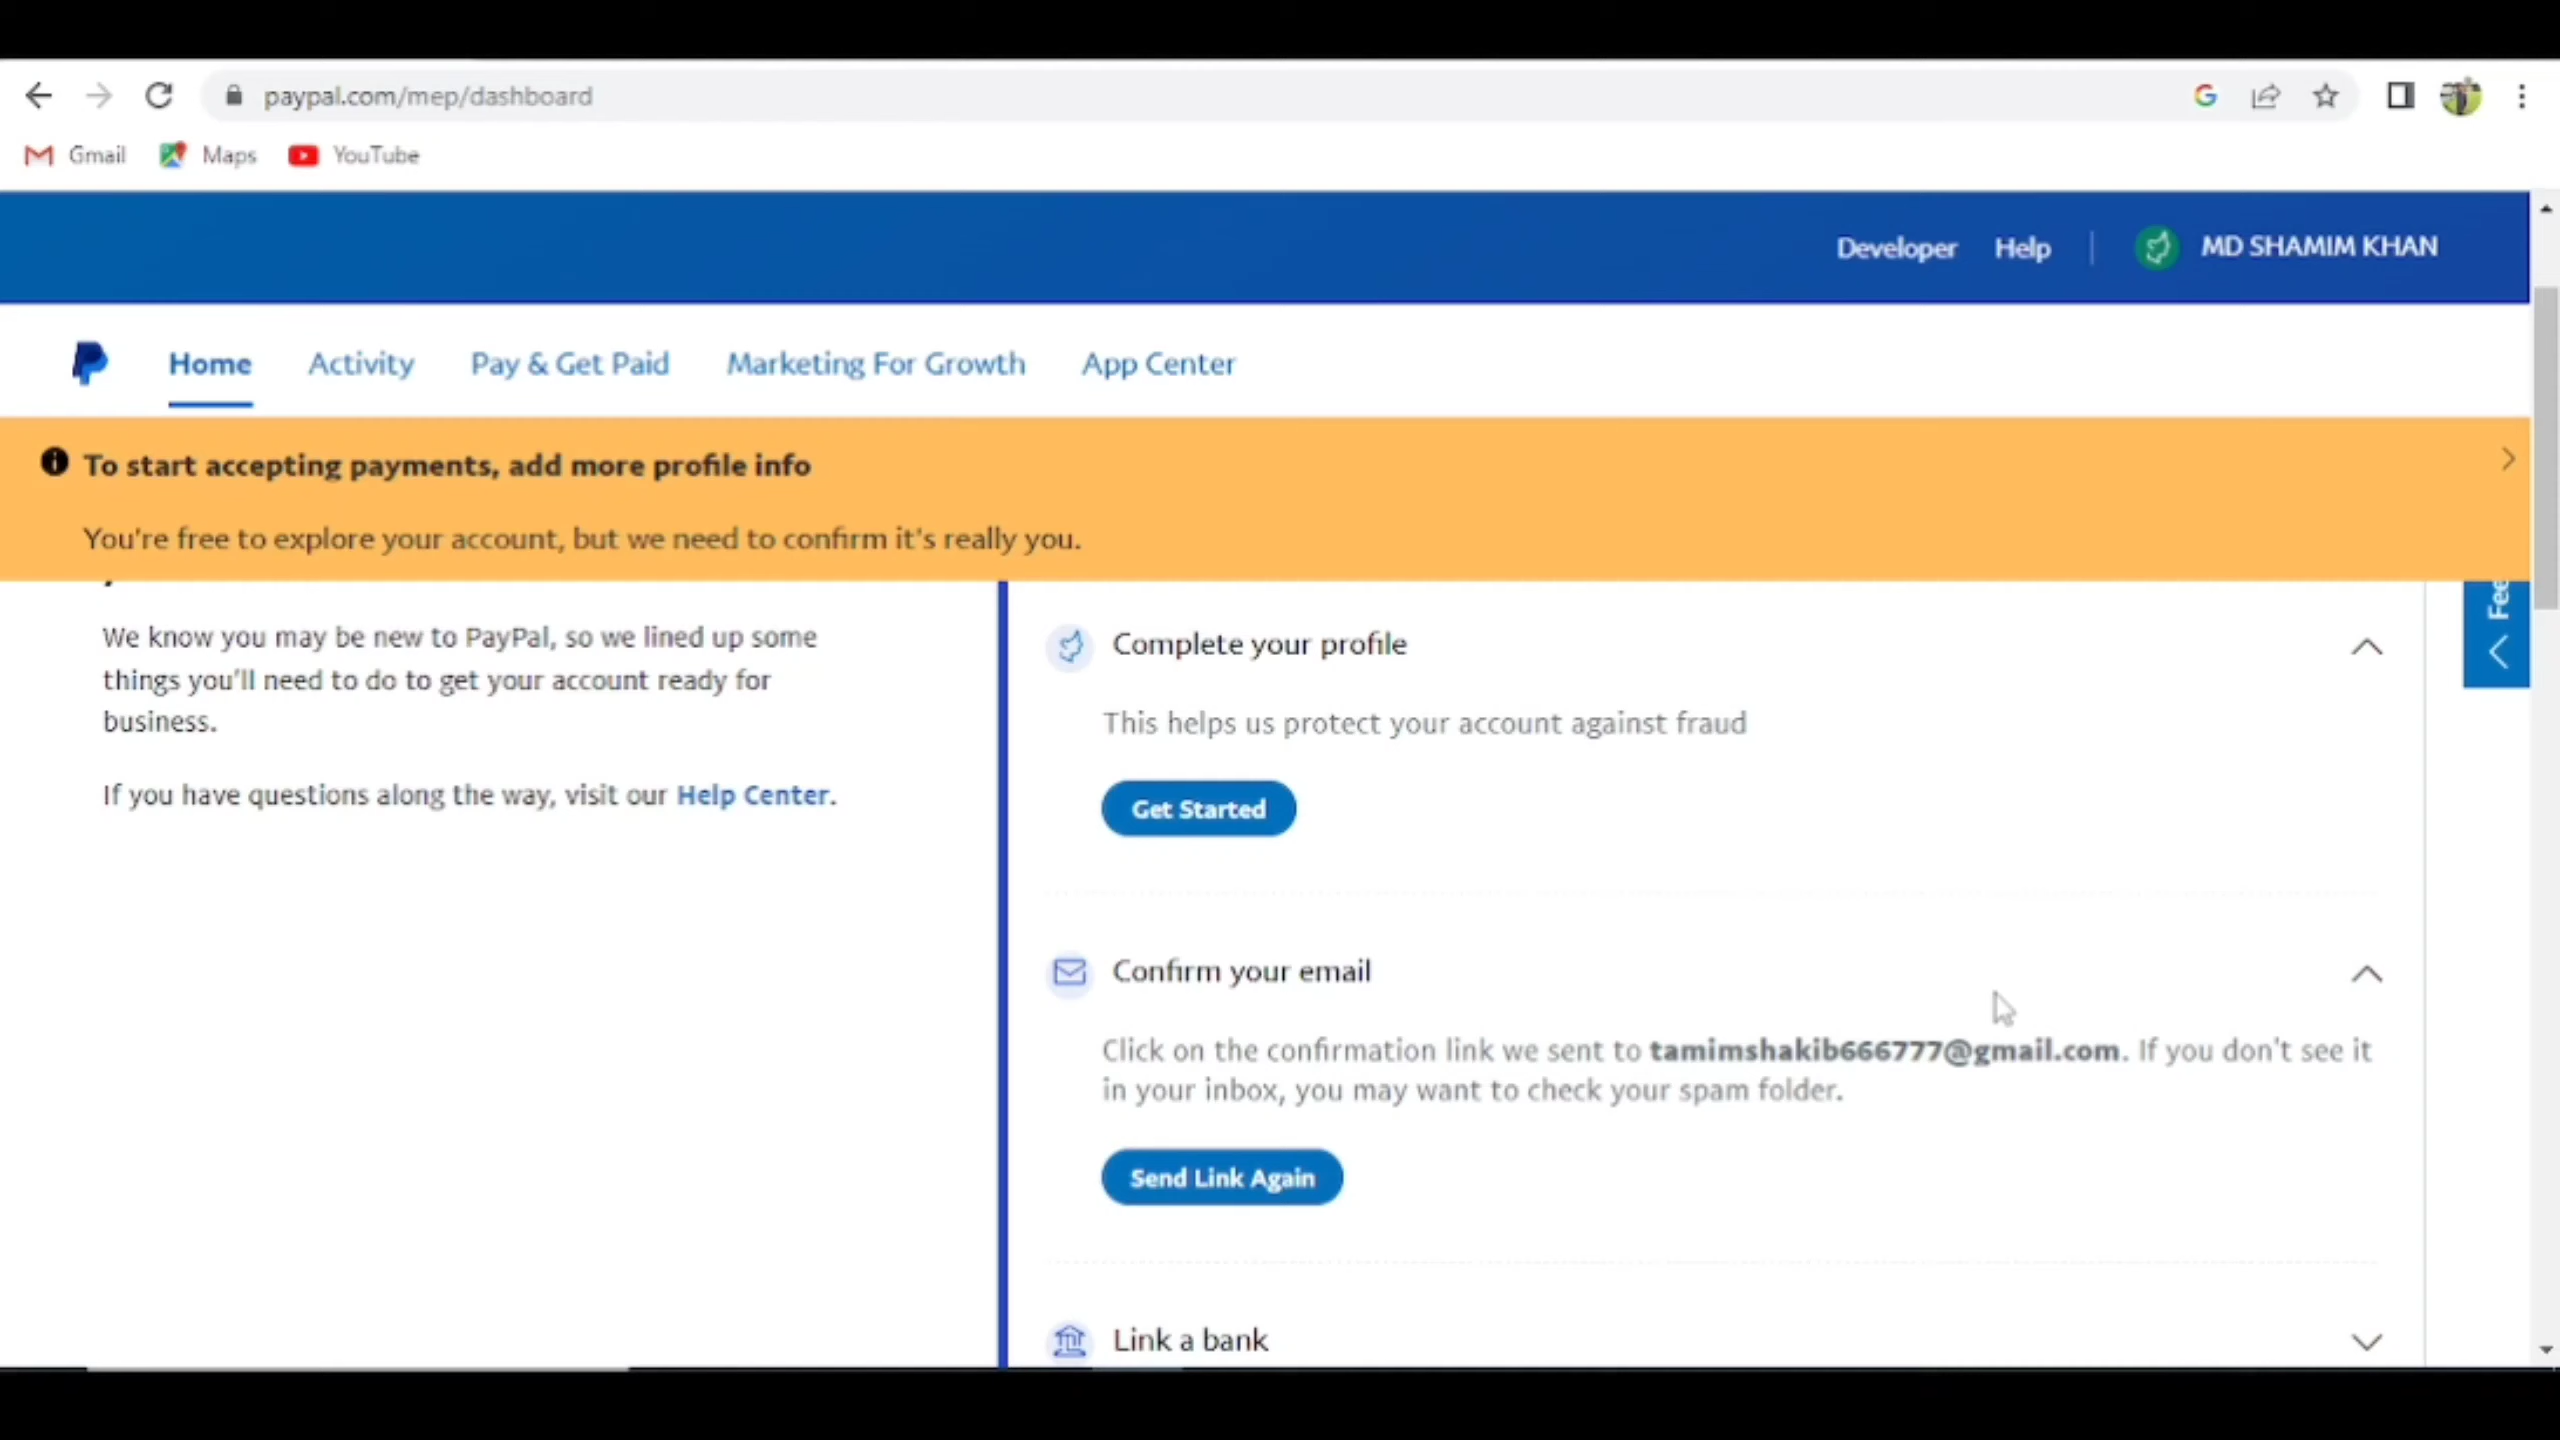 paypal.com/mep/dashboard
Gmail Maps YouTube
Developer Help MD SHAMIM KHAN
Home Activity Pay & Get Paid Marketing For Growth App Center
To start accepting payments, add more profile info
You're free to explore your account, but we need to confirm it's really you.
We know you may be new to PayPal, so we lined up some
things you'll need to do to get your account ready for
business.
If you have questions along the way, visit our Help Center.
Complete your profile
This helps us protect your account against fraud
Get Started
Confirm your email
Click on the confirmation link we sent to tamimshakib666777@gmail.com. If you don't see it
in your inbox, you may want to check your spam folder.
Send Link Again
Link a bank